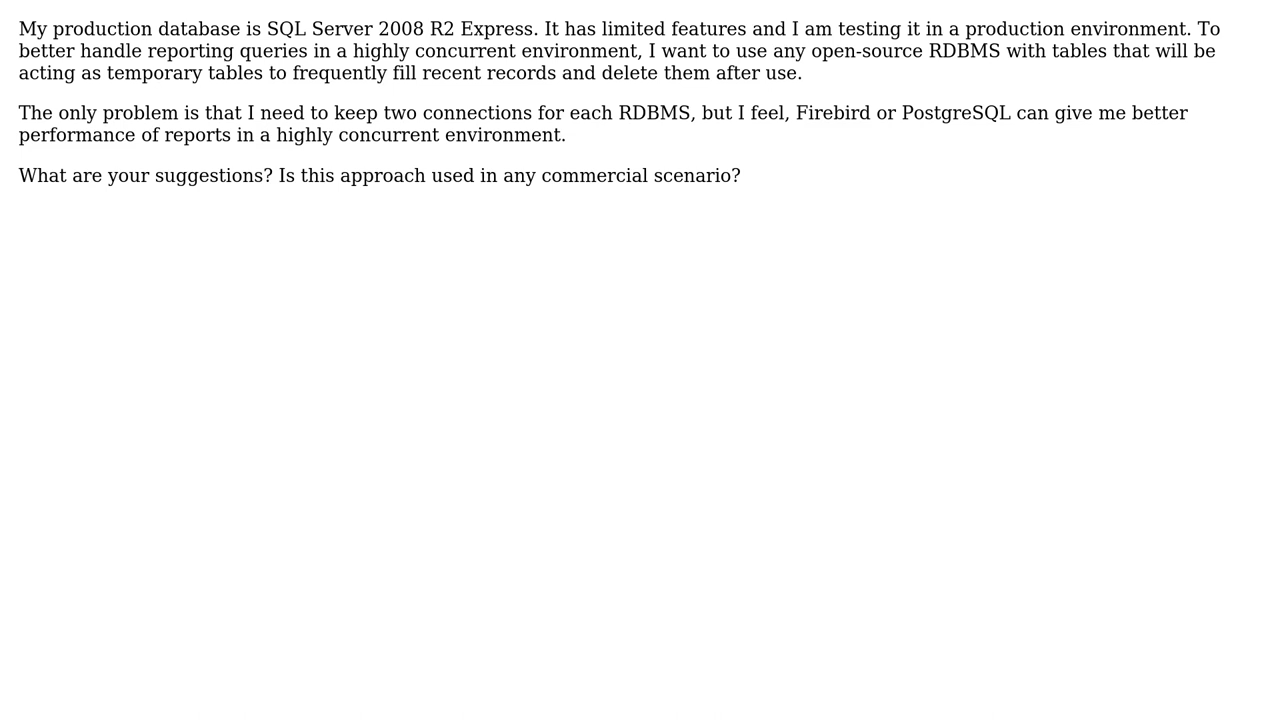 My production database is SQL Server 2008 R2 Express. It has limited features and I am testing it in a production environment. To
better handle reporting queries in a highly concurrent environment, I want to use any open-source RDBMS with tables that will be
acting as temporary tables to frequently fill recent records and delete them after use.
The only problem is that I need to keep two connections for each RDBMS, but I feel, Firebird or PostgreSQL can give me better
performance of reports in a highly concurrent environment.
What are your suggestions? Is this approach used in any commercial scenario?